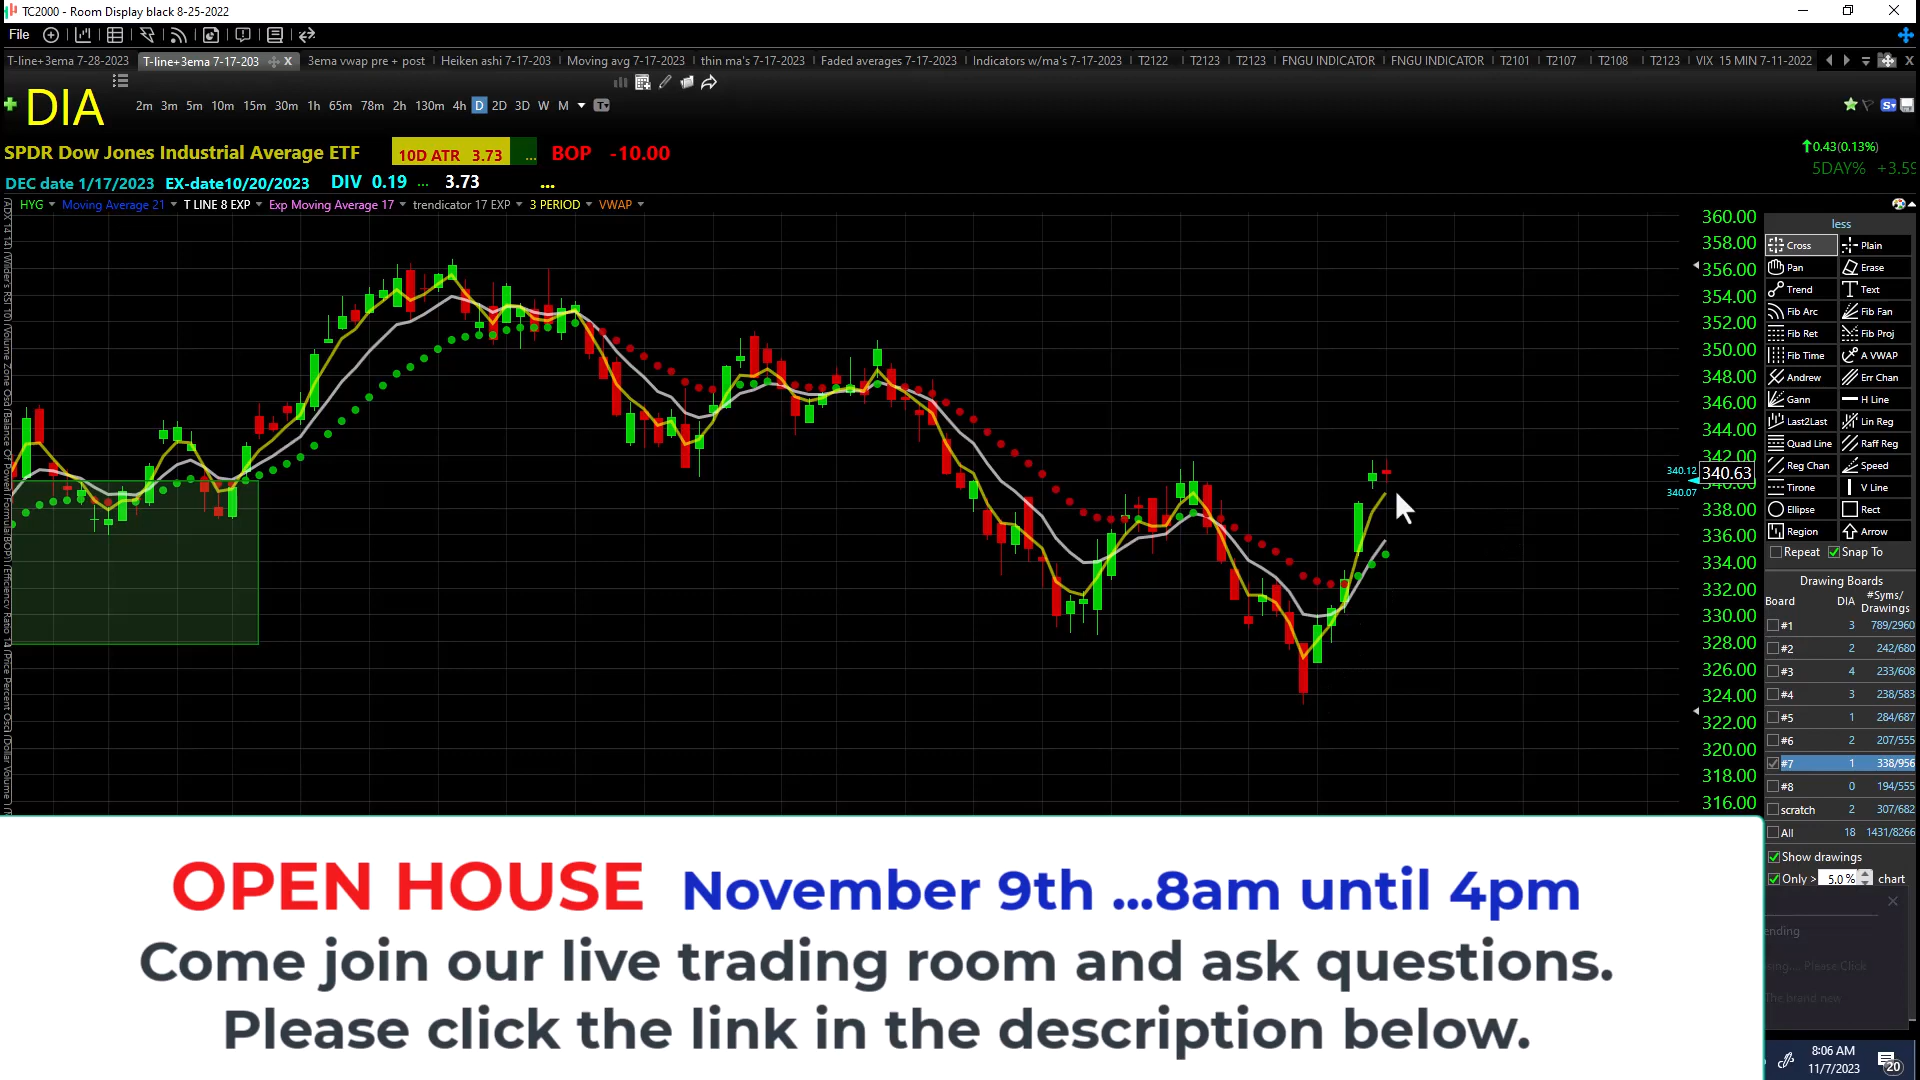 TC2000 - Room Display black 8-25-2022
File
T-line+3ema 7-28-2023 T-line+3ema 7-17-203 X 3ema vwap pre + post Heiken ashi 7-17-203 Moving avg 7-17-2023 thin ma's 7-17-2023 Faded averages 7-17-2023 Indicators w/ma's 7-17-2023 T2122 T2123 T2123 FNGU INDICATOR FNGU INDICATOR T2101 T2107 T2108 T2123 VIX 15 MIN 7-11-2022
DIA 2m 3m 5m 10m 15m 30m 1h 65m 78m 2h 130m 4h D 2D 3D W M
SPDR Dow Jones Industrial Average ETF 10D ATR 3.73 ... BOP -10.00
0.43(0.13%)
5DAY% +3.59
DEC date 1/17/2023 EX-date10/20/2023 DIV 0.19 ... 3.73 ...
HYG Moving Average 21 T LINE 8 EXP Exp Moving Average 17 trendicator 17 EXP 3 PERIOD VWAP
360.00
358.00
356.00
354.00
352.00
350.00
348.00
346.00
344.00
342.00
340.12 340.63
340.07
338.00
336.00
334.00
332.00
330.00
328.00
326.00
324.00
322.00
320.00
318.00
316.00
less
Cross Plain
Pan Erase
Trend Text
Fib Arc Fib Fan
Fib Ret Fib Proj
Fib Time A VWAP
Andrew Err Chan
Gann H Line
Last2Last Lin Reg
Quad Line Raff Reg
Reg Chan Speed
Tirone V Line
Ellipse Rect
Region Arrow
Repeat Snap To
Drawing Boards
Board DIA #Syms/
Drawings
#1 3 789/2960
#2 2 242/680
#3 4 233/608
#4 3 238/583
#5 1 284/687
#6 2 207/555
#7 1 338/956
#8 0 194/555
scratch 2 307/682
All 18 1431/8266
Show drawings
Only > 5.0 % chart
ending
Please Click
The brand new
OPEN HOUSE November 9th ...8am until 4pm
Come join our live trading room and ask questions.
Please click the link in the description below.
8:06 AM
11/7/2023
20